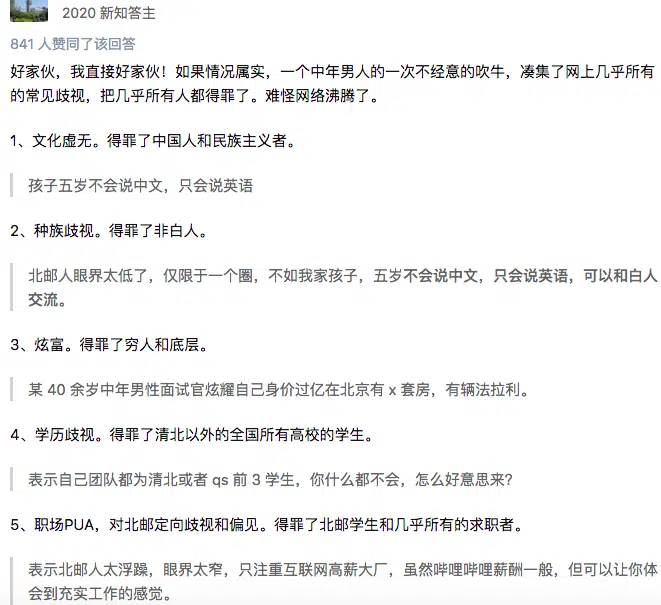 2020 新知答主
841 人赞同了该回答
好家伙，我直接好家伙！如果情况属实，一个中年男人的一次不经意的吹牛，凑集了网上几乎所有
的常见歧视，把几乎所有人都得罪了。难怪网络沸腾了。
1、文化虚无。得罪了中国人和民族主义者。
孩子五岁不会说中文，只会说英语
2、种族歧视。得罪了非白人。
北邮人眼界太低了，仅限于一个圈，不如我家孩子，五岁不会说中文，只会说英语，可以和白人
交流。
3、炫富。得罪了穷人和底层。
某 40 余岁中年男性面试官炫耀自己身价过亿在北京有 x 套房，有辆法拉利。
4、学历歧视。得罪了清北以外的全国所有高校的学生。
表示自己团队都为清北或者 qs 前 3 学生，你什么都不会，怎么好意思来?
5、职场PUA，对北邮定向歧视和偏见。得罪了北邮学生和几乎所有的求职者。
表示北邮人太浮躁，眼界太窄，只注重互联网高薪大厂，虽然哔哩哔哩薪酬一般，但可以让你体
会到充实工作的感觉。